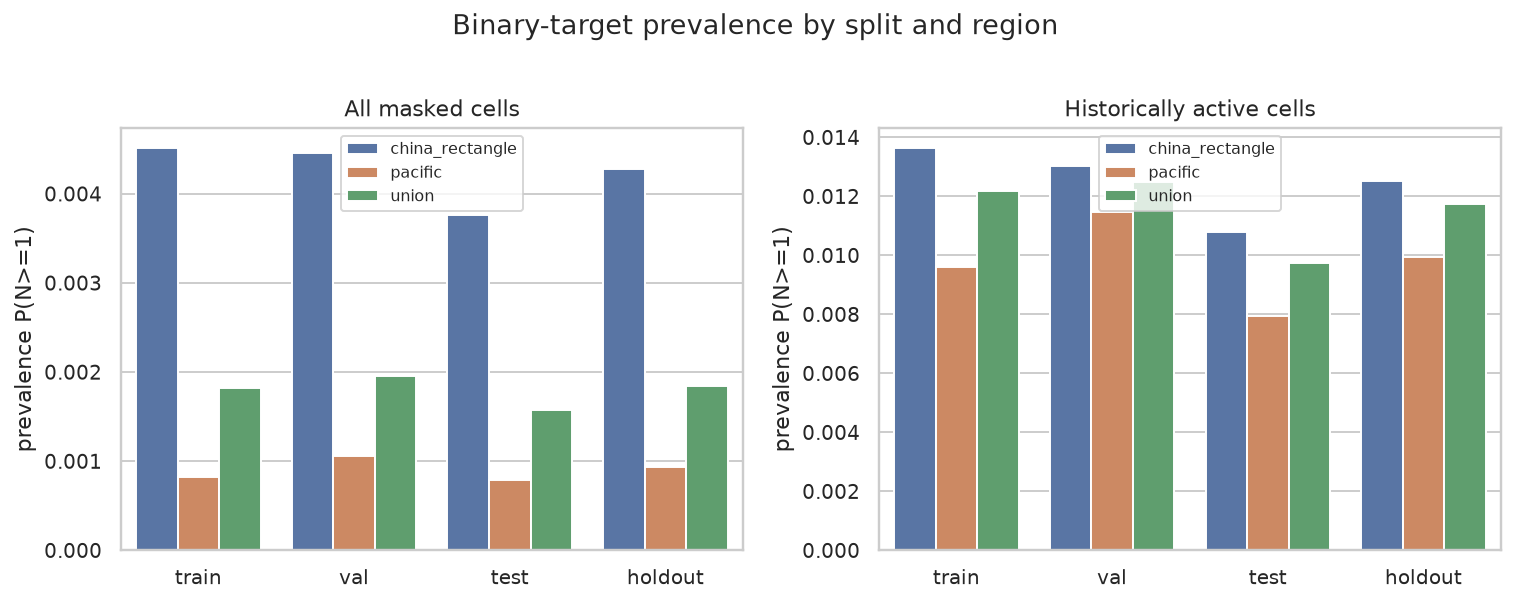 Binary-target prevalence by split and region
All masked cells
prevalence P(N>=1)
0.004
0.003
0.002
0.001
0.000
china_rectangle
pacific
union
train
val
test
holdout
Historically active cells
prevalence P(N>=1)
0.014
0.012
0.010
0.008
0.006
0.004
0.002
0.000
china_rectangle
pacific
union
train
val
test
holdout